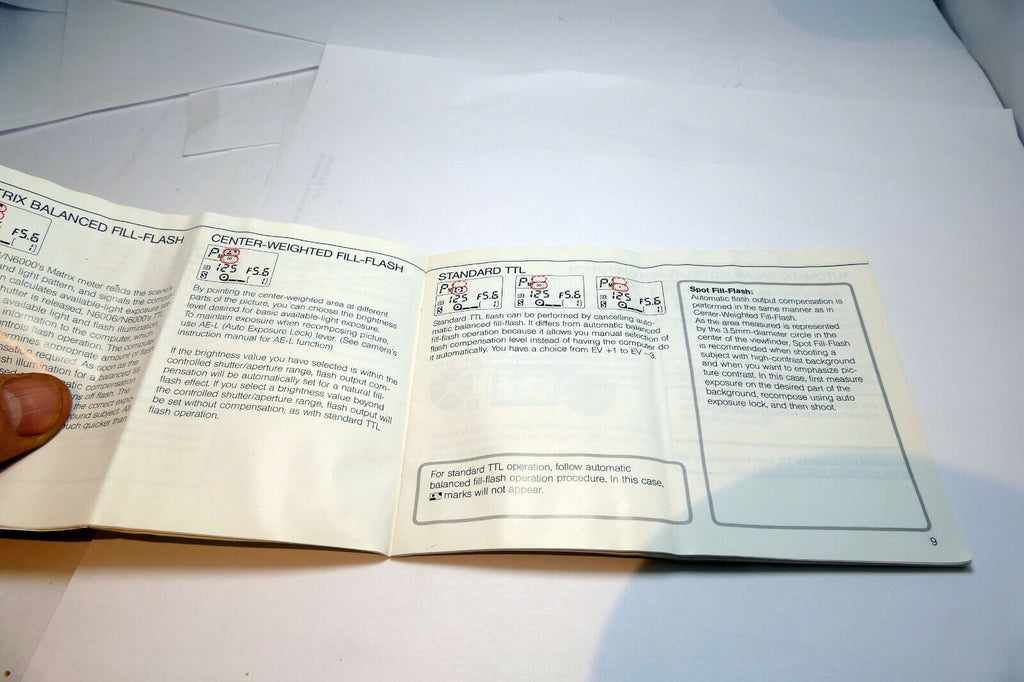 TRIX BALANCED FILL-FLASH
F5.6
/N6000's Matrix meter reads the scene's
and light pattern, and signals the
calculates available-light exposure
is released, N6006/N6000's TTL
available light and flash illumination
information to the computer, which
controls flash operation. The computer
determines appropriate amount of flash
required. As soon as the
illumination for a balanced fill-
compensation
off flash. The
the correct
subject. All
much quicker than
CENTER-WEIGHTED FILL-FLASH
P
125 F5.6
By pointing the center-weighted area at different
parts of the picture, you can choose the brightness
level desired for basic available-light exposure.
To maintain exposure when recomposing picture,
use AE-L (Auto Exposure Lock) lever. (See camera's
instruction manual for AE-L function)
If the brightness value you have selected is within the
controlled shutter/aperture range, flash output com-
pensation will be automatically set for a natural fill-
flash effect. If you select a brightness value beyond
the controlled shutter/aperture range, flash output will
be set without compensation, as with standard TTL
flash operation.
STANDARD TTL
P P P
125 F5.6 125 F5.6 125 F5.6
Standard TTL flash can be performed by cancelling auto-
matic balanced fill-flash. It differs from automatic balanced
fill-flash operation because it allows you manual selection of
flash compensation level instead of having the computer do
it automatically. You have a choice from EV +1 to EV –3.
For standard TTL operation, follow automatic
balanced fill-flash operation procedure. In this case,
marks will not appear.
Spot Fill-Flash:
Automatic flash output compensation is
performed in the same manner as in
Center-Weighted Fill-Flash.
As the area measured is represented
by the 3.5mm-diameter circle in the
center of the viewfinder, Spot Fill-Flash
is recommended when shooting a
subject with high-contrast background
and when you want to emphasize pic-
ture contrast. In this case, first measure
exposure on the desired part of the
background, recompose using auto
exposure lock, and then shoot.
9